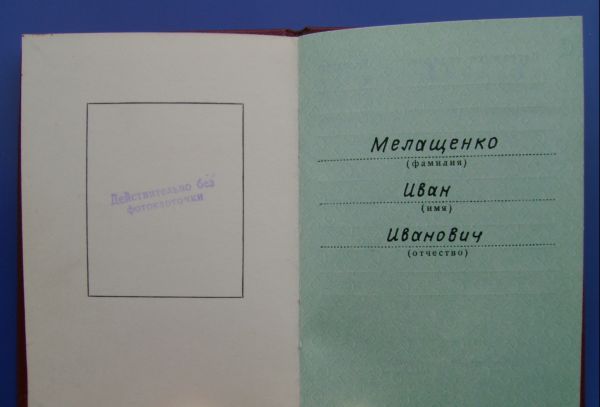 Действительно без
фотокарточки
Мелащенко
(фамилия)
Иван
(имя)
Иванович
(отчество)